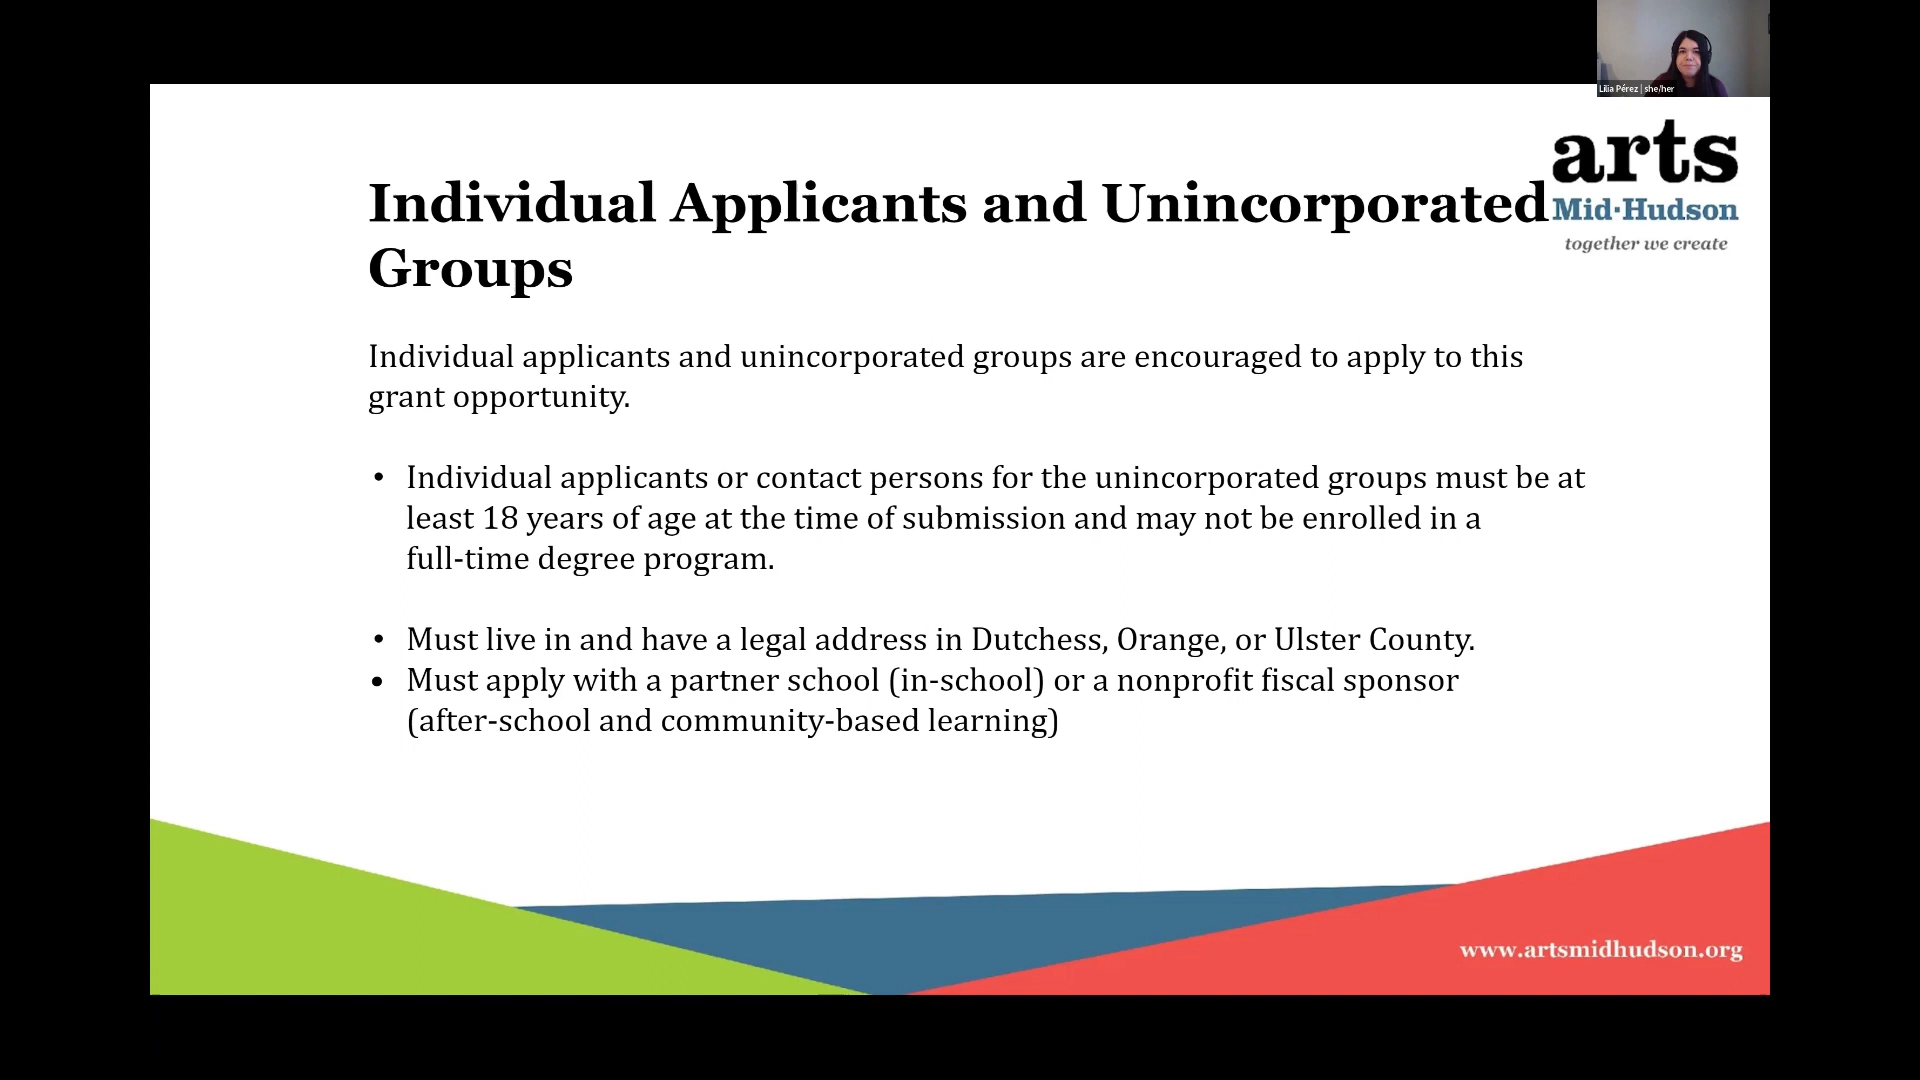 Lilia Pérez | she/her
arts
Mid·Hudson
together we create
Individual Applicants and Unincorporated
Groups
Individual applicants and unincorporated groups are encouraged to apply to this
grant opportunity.
• Individual applicants or contact persons for the unincorporated groups must be at
least 18 years of age at the time of submission and may not be enrolled in a
full-time degree program.
• Must live in and have a legal address in Dutchess, Orange, or Ulster County.
• Must apply with a partner school (in-school) or a nonprofit fiscal sponsor
(after-school and community-based learning)
www.artsmidhudson.org